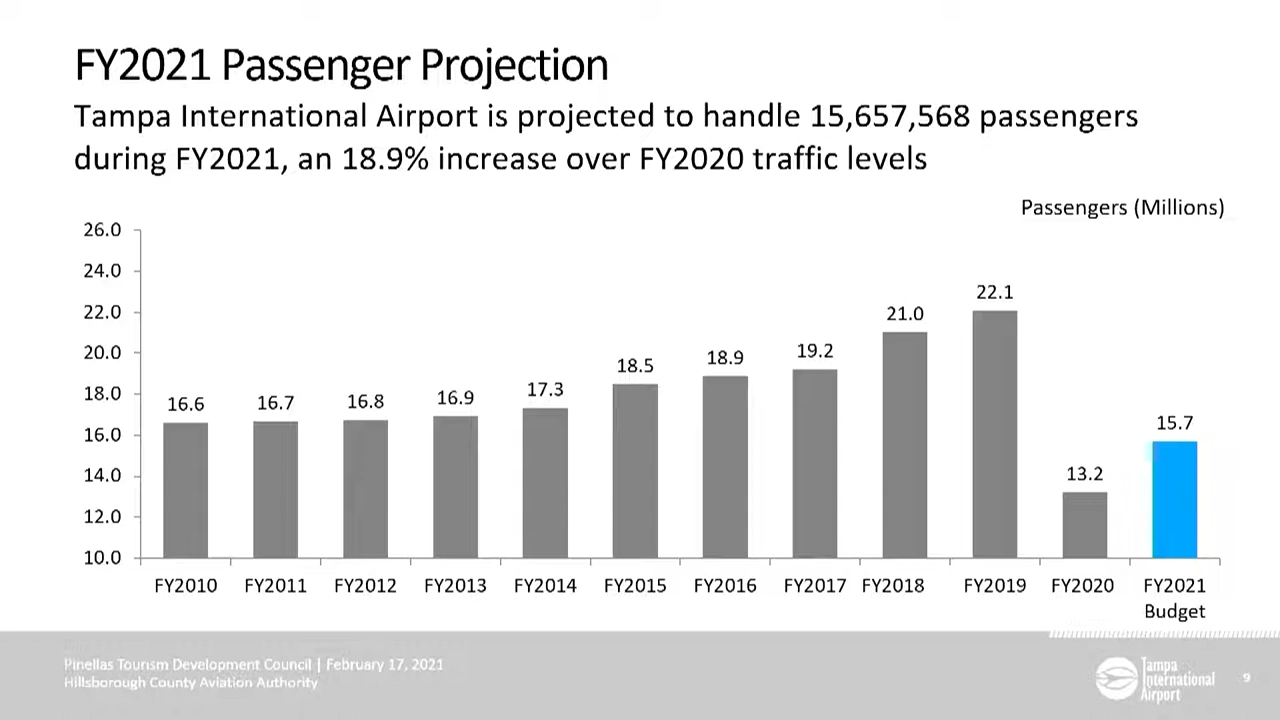 FY2021 Passenger Projection
Tampa International Airport is projected to handle 15,657,568 passengers
during FY2021, an 18.9% increase over FY2020 traffic levels
Passengers (Millions)
26.0
24.0
22.0
20.0
18.0
16.0
14.0
12.0
10.0
16.6
16.7
16.8
16.9
17.3
18.5
18.9
19.2
21.0
22.1
13.2
15.7
FY2010 FY2011 FY2012 FY2013 FY2014 FY2015 FY2016 FY2017 FY2018 FY2019 FY2020 FY2021
Budget
Pinellas Tourism Development Council | February 17, 2021
Hillsborough County Aviation Authority
Tampa
International
Airport
9